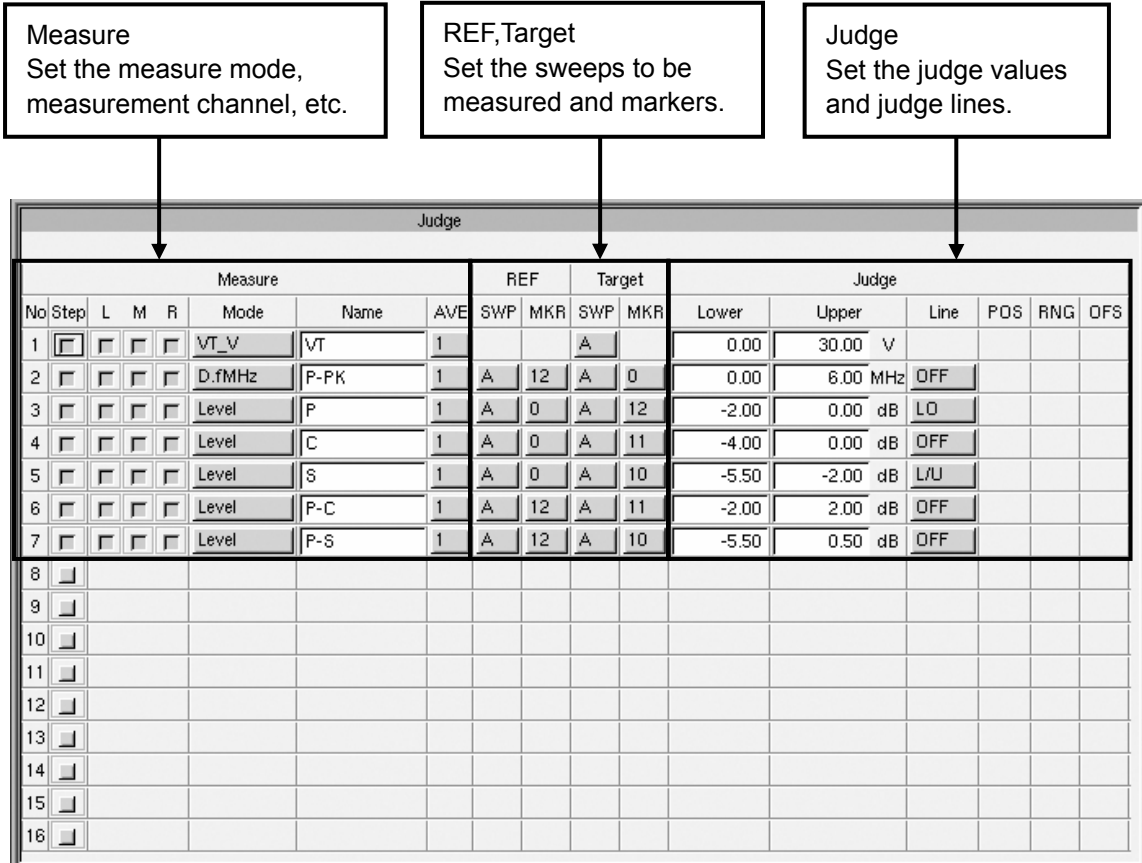 Measure
Set the measure mode,
measurement channel, etc.
REF,Target
Set the sweeps to be
measured and markers.
Judge
Set the judge values
and judge lines.
Judge
Measure REF Target Judge
No Step L M R Mode Name AVE SWP MKR SWP MKR Lower Upper Line POS RNG OFS
1 VT_V VT 1 A 0.00 30.00 V
2 D.fMHz P-PK 1 A 12 A 0 0.00 6.00 MHz OFF
3 Level P 1 A 0 A 12 -2.00 0.00 dB LO
4 Level C 1 A 0 A 11 -4.00 0.00 dB OFF
5 Level S 1 A 0 A 10 -5.50 -2.00 dB L/U
6 Level P-C 1 A 12 A 11 -2.00 2.00 dB OFF
7 Level P-S 1 A 12 A 10 -5.50 0.50 dB OFF
8
9
10
11
12
13
14
15
16